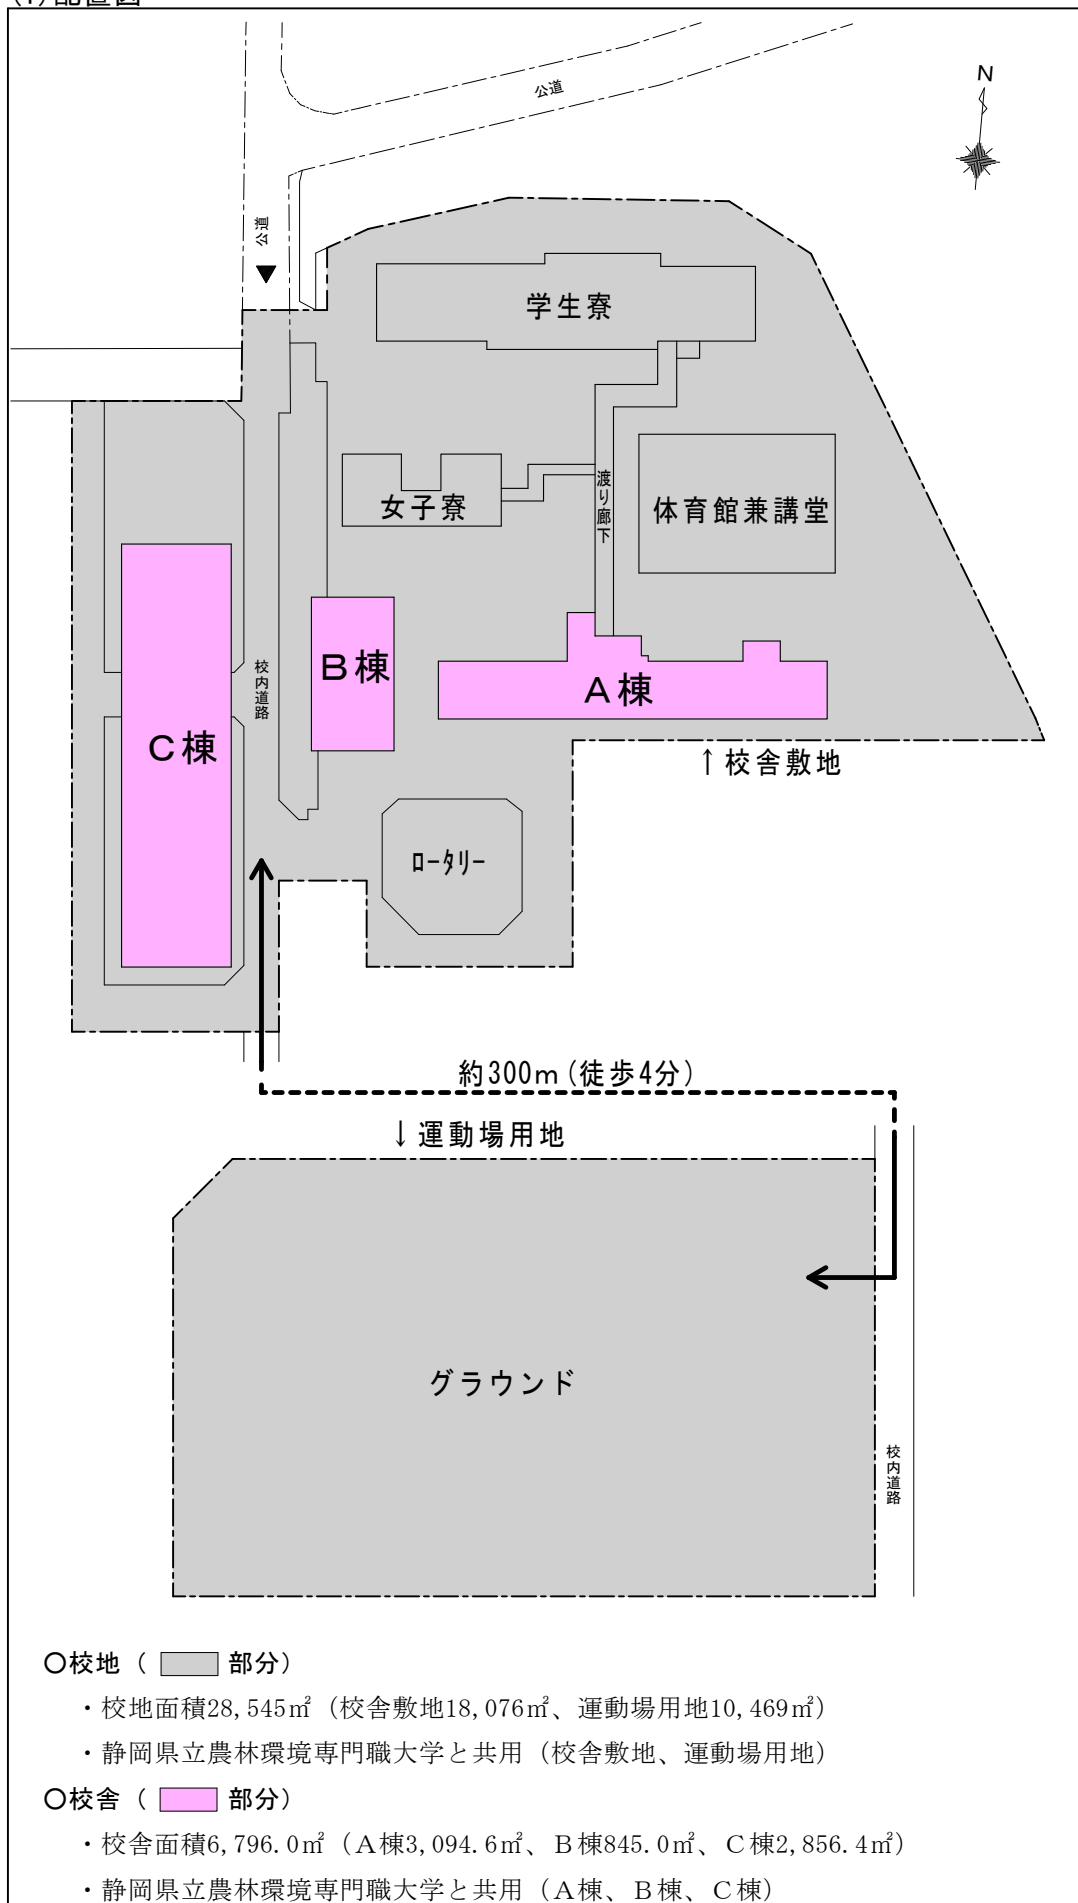 (1)配置図
公道
N
公道
学生寮
渡り廊下
女子寮
体育館兼講堂
B棟
A棟
校内道路
C棟
↑校舎敷地
ロータリー
約300m(徒歩4分)
↓運動場用地
グラウンド
校内道路
○校地（ 部分）
・校地面積28,545㎡（校舎敷地18,076㎡、運動場用地10,469㎡）
・静岡県立農林環境専門職大学と共用（校舎敷地、運動場用地）
○校舎（ 部分）
・校舎面積6,796.0㎡（Ａ棟3,094.6㎡、Ｂ棟845.0㎡、Ｃ棟2,856.4㎡）
・静岡県立農林環境専門職大学と共用（Ａ棟、Ｂ棟、Ｃ棟）